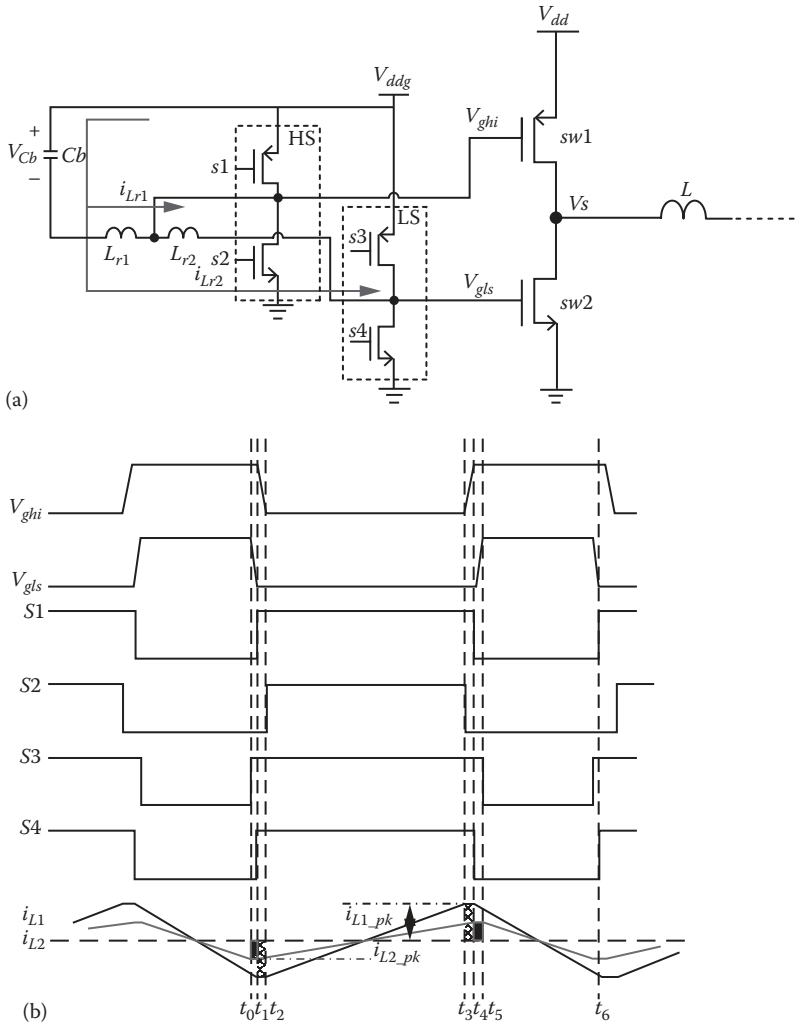 V_dd
V_ddg
HS
V_ghi
sw1
+
V_Cb
Cb
−
s1
i_Lr1
Vs
L
LS
s3
L_r1
L_r2
s2
i_Lr2
V_gls
sw2
s4
(a)
V_ghi
V_gls
S1
S2
S3
S4
i_L1
i_L1_pk
i_L2
i_L2_pk
(b)
t_0 t_1 t_2
t_3 t_4 t_5
t_6